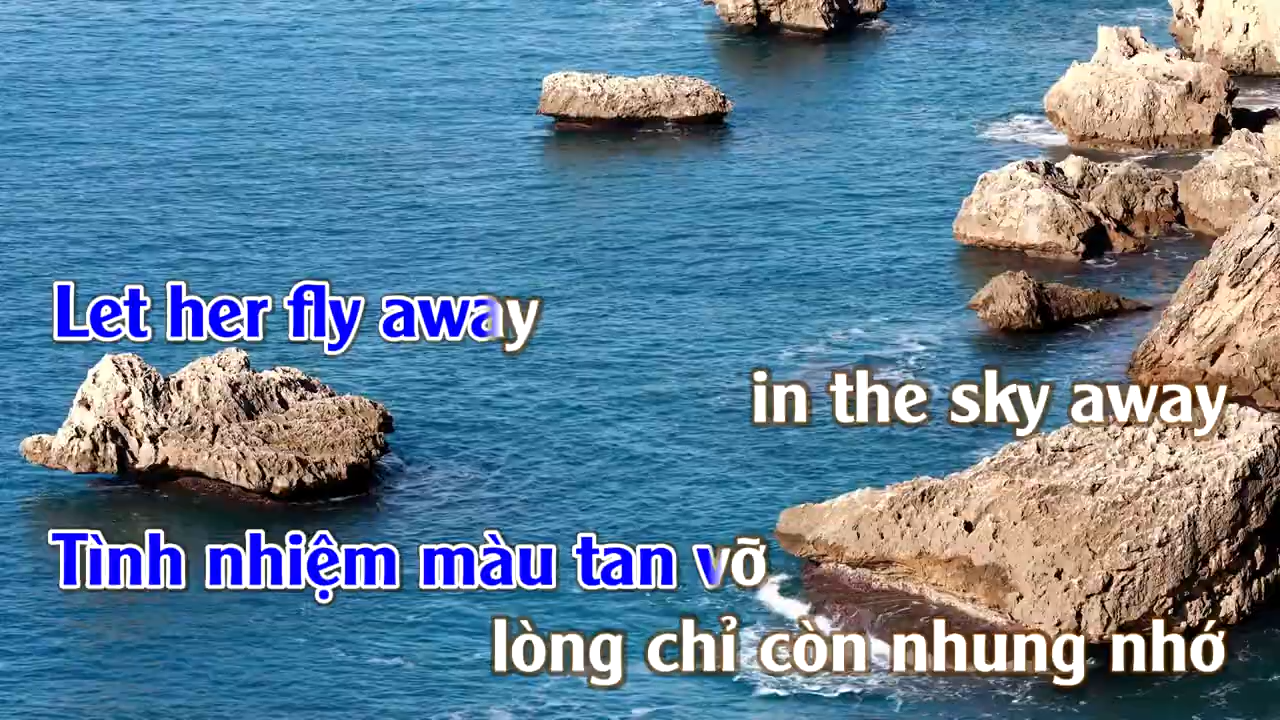 Let her fly away
in the sky away
Tình nhiệm màu tan vỡ
lòng chỉ còn nhung nhớ